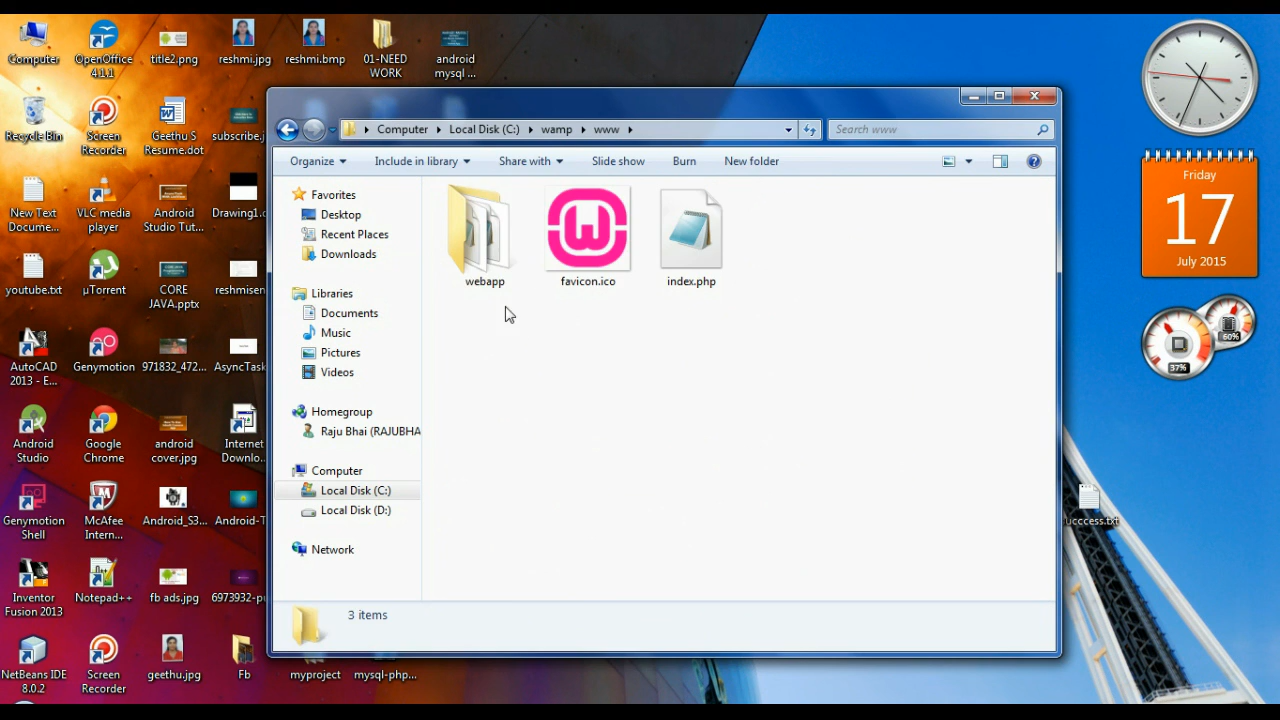 Computer
OpenOffice
4.1.1
title2.png
reshmi.jpg
reshmi.bmp
01-NEED
WORK
android
mysql ...
Recycle Bin
Screen
Recorder
Geethu S
Resume.dot
subscribe.j
New Text
Docume...
VLC media
player
Android
Studio Tut...
Drawing1.c
youtube.txt
µTorrent
CORE
JAVA.pptx
reshmisen
AutoCAD
2013 - E...
Genymotion
971832_472...
AsyncTask
Android
Studio
Google
Chrome
android
cover.jpg
Internet
Downlo...
Genymotion
Shell
McAfee
Intern...
Android_S3...
Android-T
Inventor
Fusion 2013
Notepad++
fb ads.jpg
6973932-pu
NetBeans IDE
8.0.2
Screen
Recorder
geethu.jpg
Fb
myproject
mysql-php...
Computer
Local Disk (C:)
wamp
www
Search www
Organize
Include in library
Share with
Slide show
Burn
New folder
Favorites
Desktop
Recent Places
Downloads
Libraries
Documents
Music
Pictures
Videos
Homegroup
Raju Bhai (RAJUBHA
Computer
Local Disk (C:)
Local Disk (D:)
Network
webapp
favicon.ico
index.php
3 items
Friday
17
July 2015
60%
37%
ucccess.txt